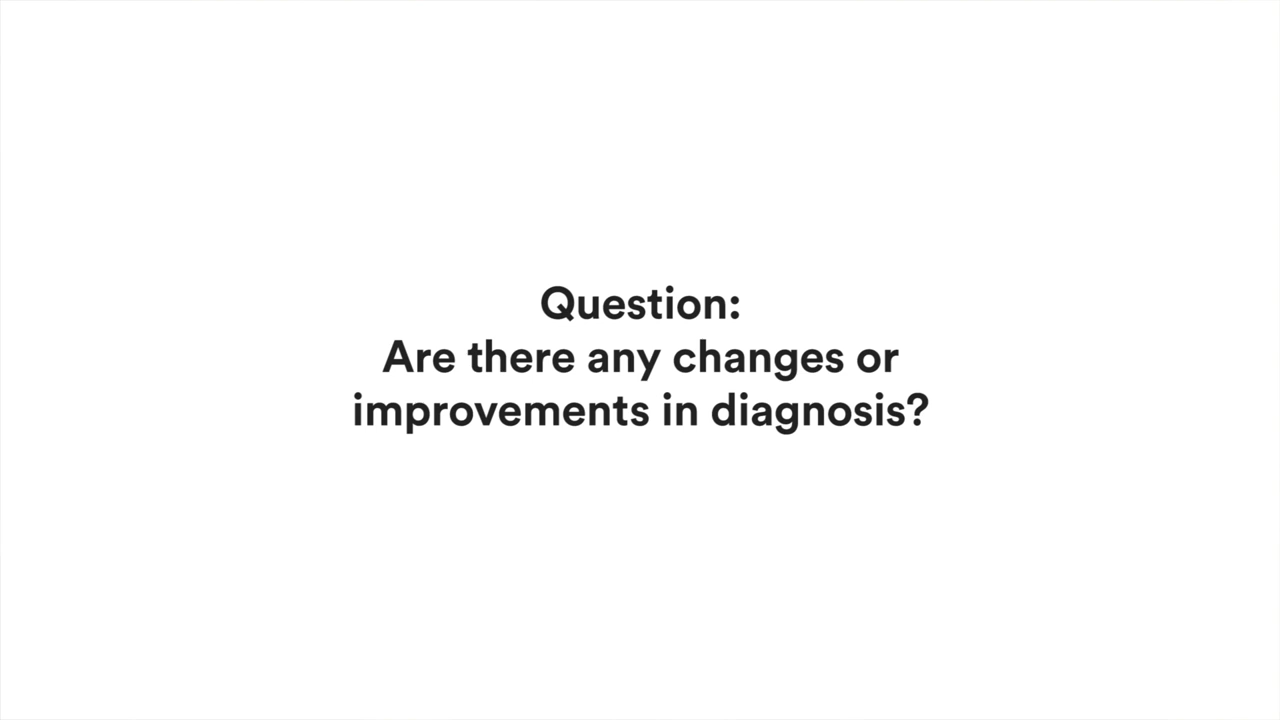 Question:
Are there any changes or
improvements in diagnosis?